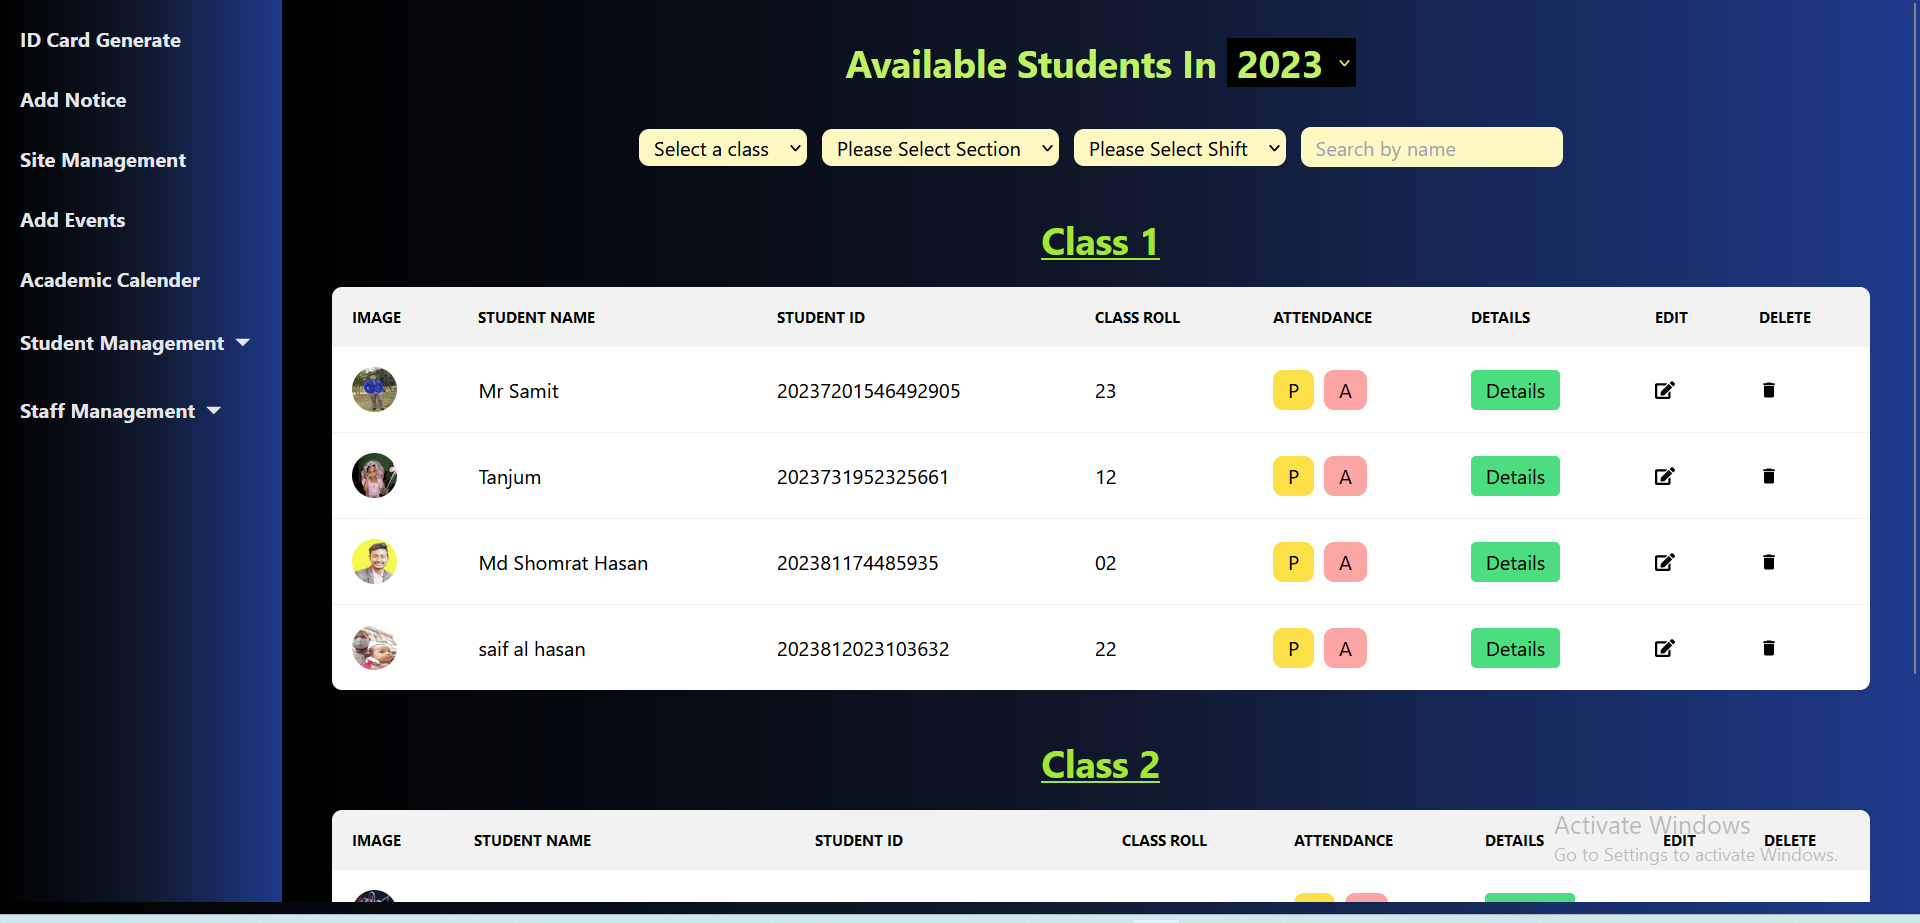 ID Card Generate
Add Notice
Site Management
Add Events
Academic Calender
Student Management
Staff Management
Available Students In 2023
Select a class Please Select Section Please Select Shift Search by name
Class 1
IMAGE STUDENT NAME STUDENT ID CLASS ROLL ATTENDANCE DETAILS EDIT DELETE
Mr Samit 20237201546492905 23 P A Details
Tanjum 2023731952325661 12 P A Details
Md Shomrat Hasan 202381174485935 02 P A Details
saif al hasan 2023812023103632 22 P A Details
Class 2
IMAGE STUDENT NAME STUDENT ID CLASS ROLL ATTENDANCE DETAILS EDIT DELETE
Activate Windows
Go to Settings to activate Windows.